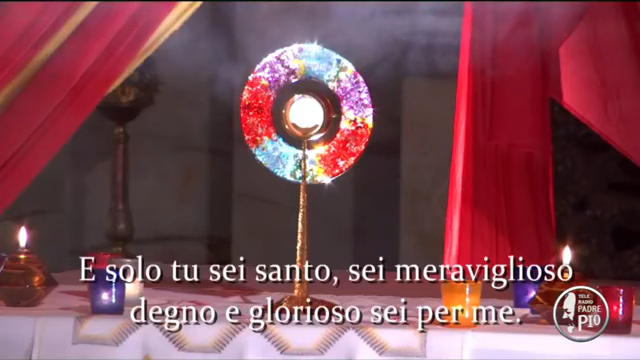 E solo tu sei santo, sei meraviglioso
degno e glorioso sei per me.
TELE
RADIO
PADRE
PIO